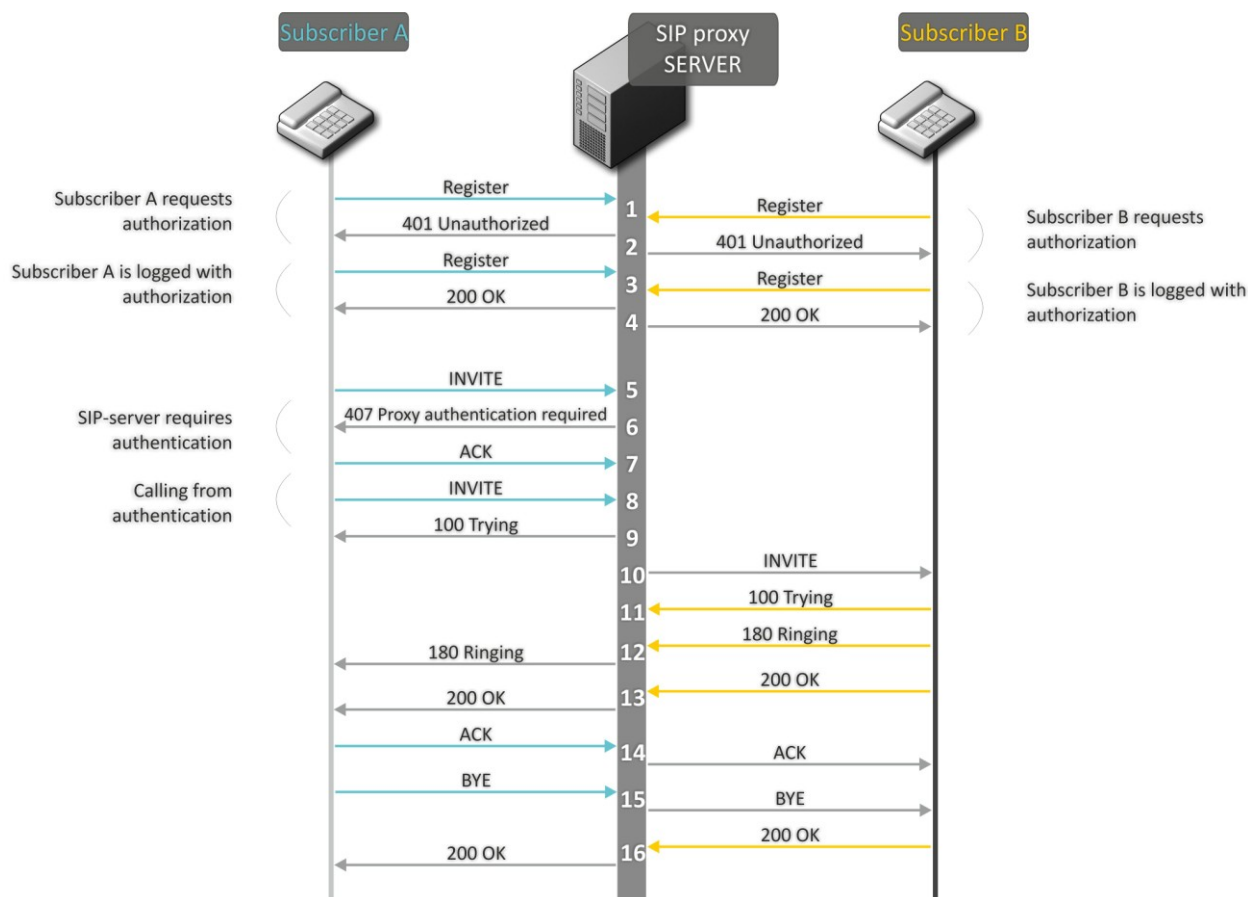 Subscriber A
SIP proxy
SERVER
Subscriber B
Subscriber A requests
authorization
Register
1
Register
Subscriber B requests
authorization
401 Unauthorized
2
401 Unauthorized
Subscriber A is logged with
authorization
Register
3
Register
Subscriber B is logged with
authorization
200 OK
4
200 OK
INVITE
5
SIP-server requires
authentication
407 Proxy authentication required
6
ACK
7
Calling from
authentication
INVITE
8
100 Trying
9
10
INVITE
11
100 Trying
12
180 Ringing
180 Ringing
13
200 OK
200 OK
ACK
14
ACK
BYE
15
BYE
16
200 OK
200 OK